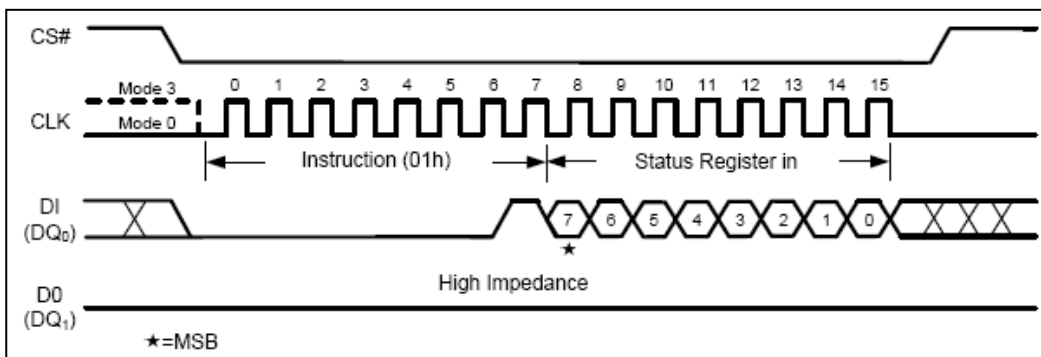 CS#
Mode 3
0 1 2 3 4 5 6 7 8 9 10 11 12 13 14 15
CLK
Mode 0
Instruction (01h)
Status Register in
DI
(DQ0)
7 6 5 4 3 2 1 0
★
High Impedance
D0
(DQ1)
★=MSB